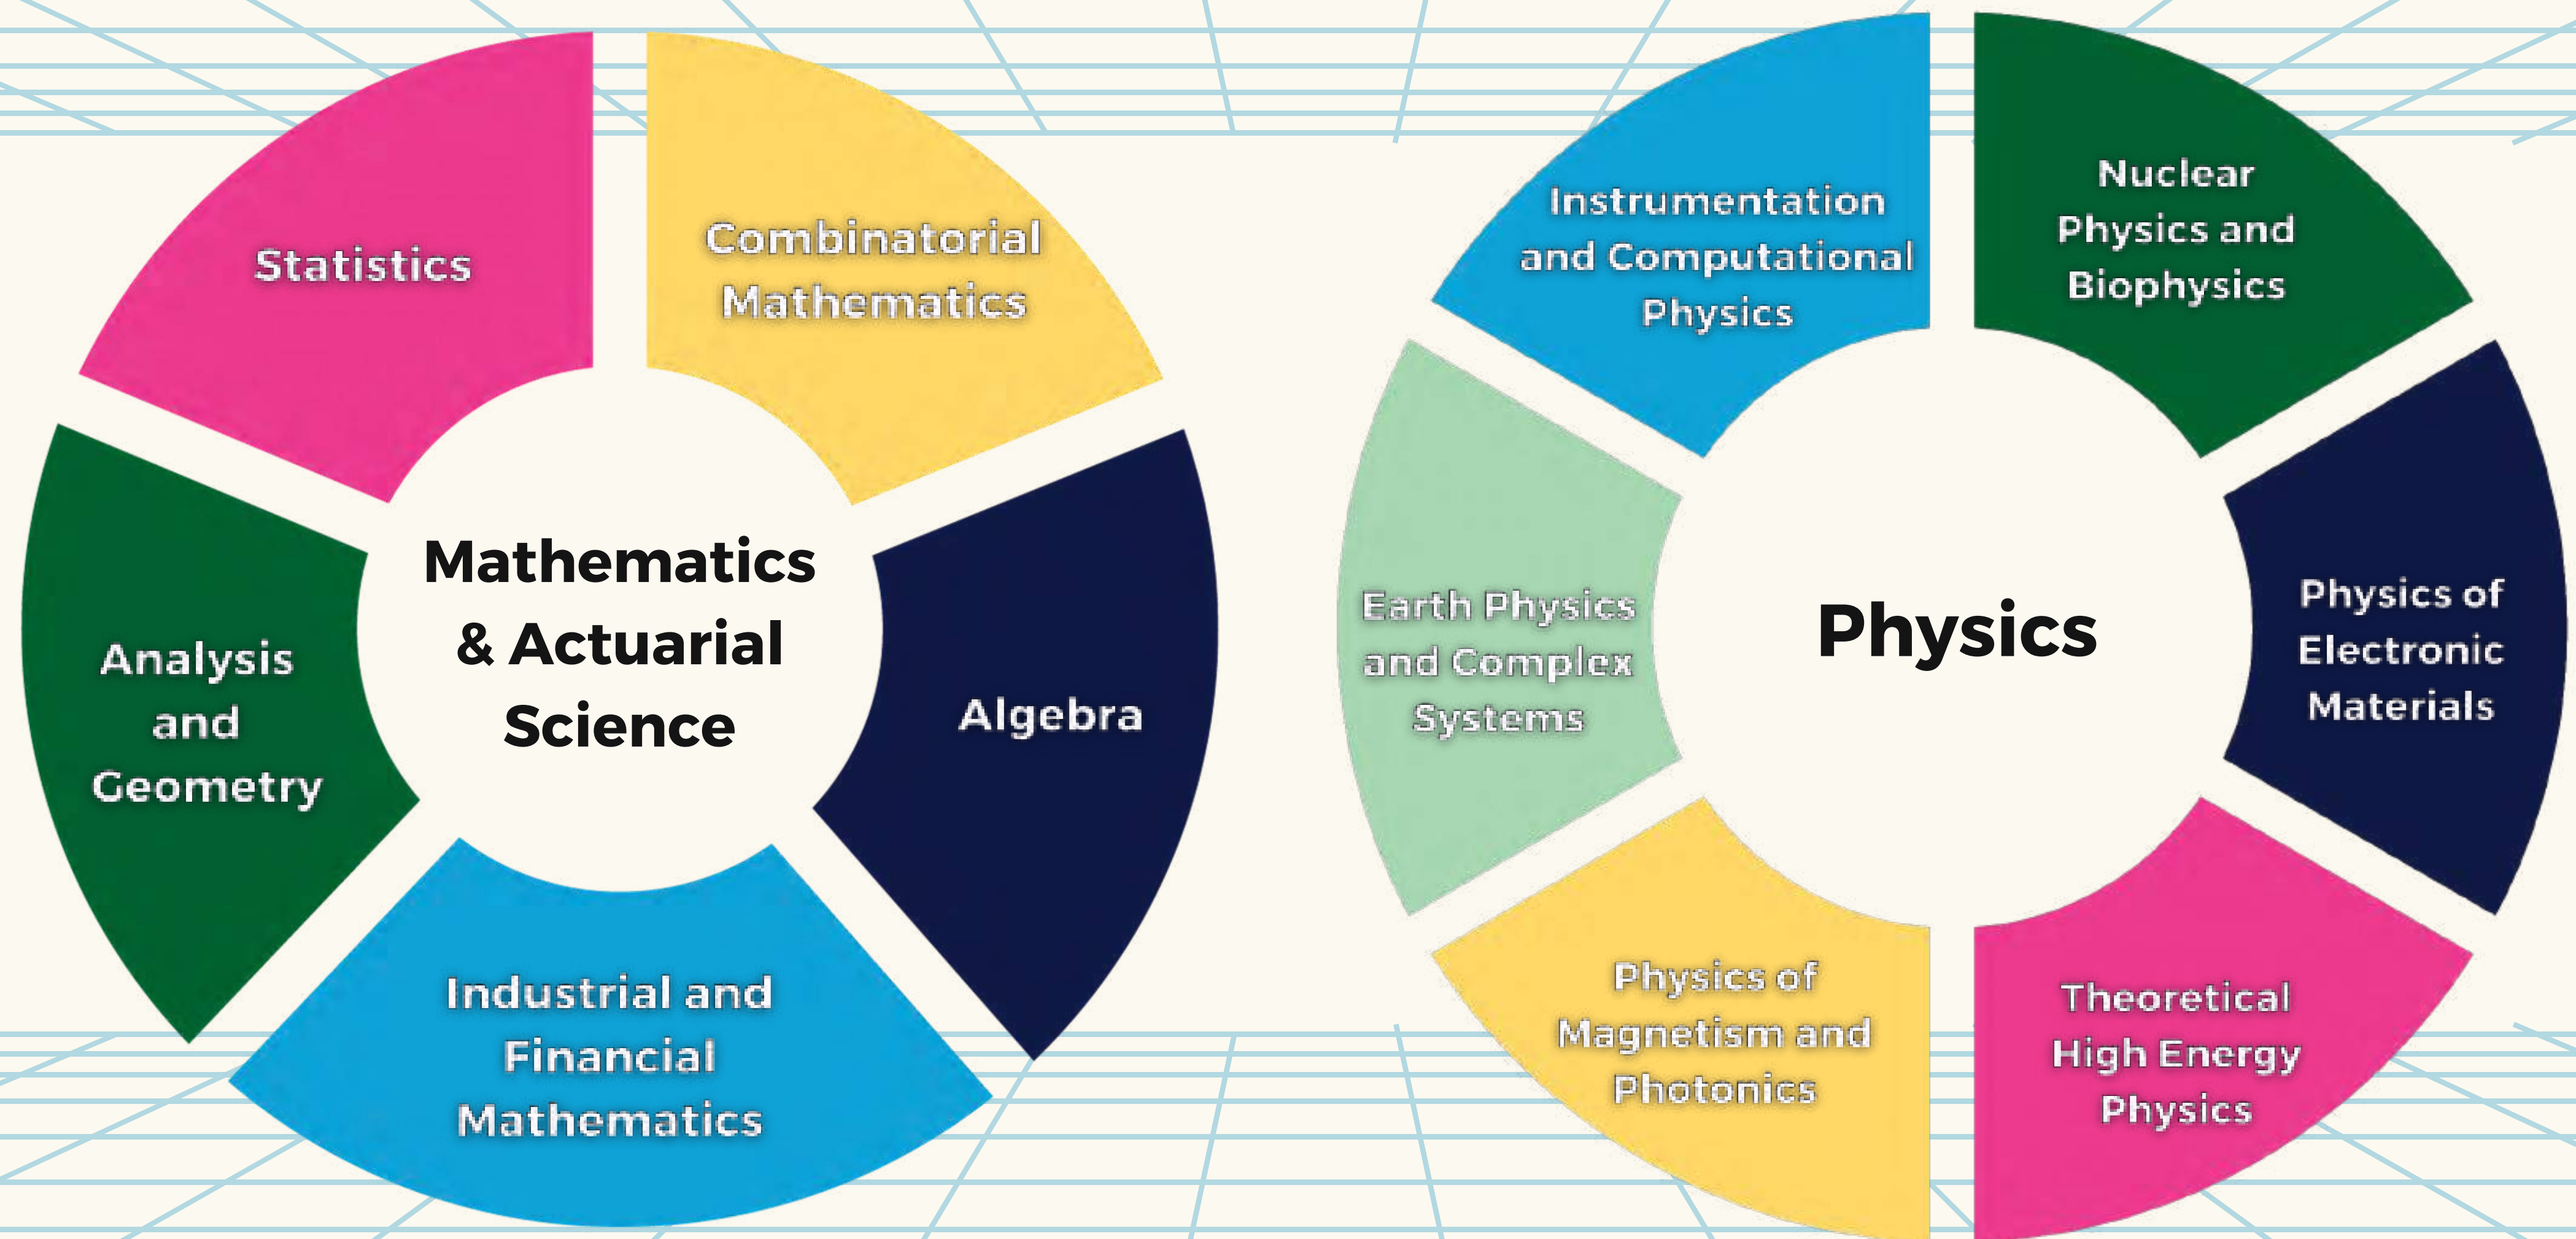 Statistics
Combinatorial
Mathematics
Algebra
Industrial and
Financial
Mathematics
Analysis
and
Geometry
Mathematics
& Actuarial
Science
Instrumentation
and Computational
Physics
Nuclear
Physics and
Biophysics
Physics of
Electronic
Materials
Theoretical
High Energy
Physics
Physics of
Magnetism and
Photonics
Earth Physics
and Complex
Systems
Physics